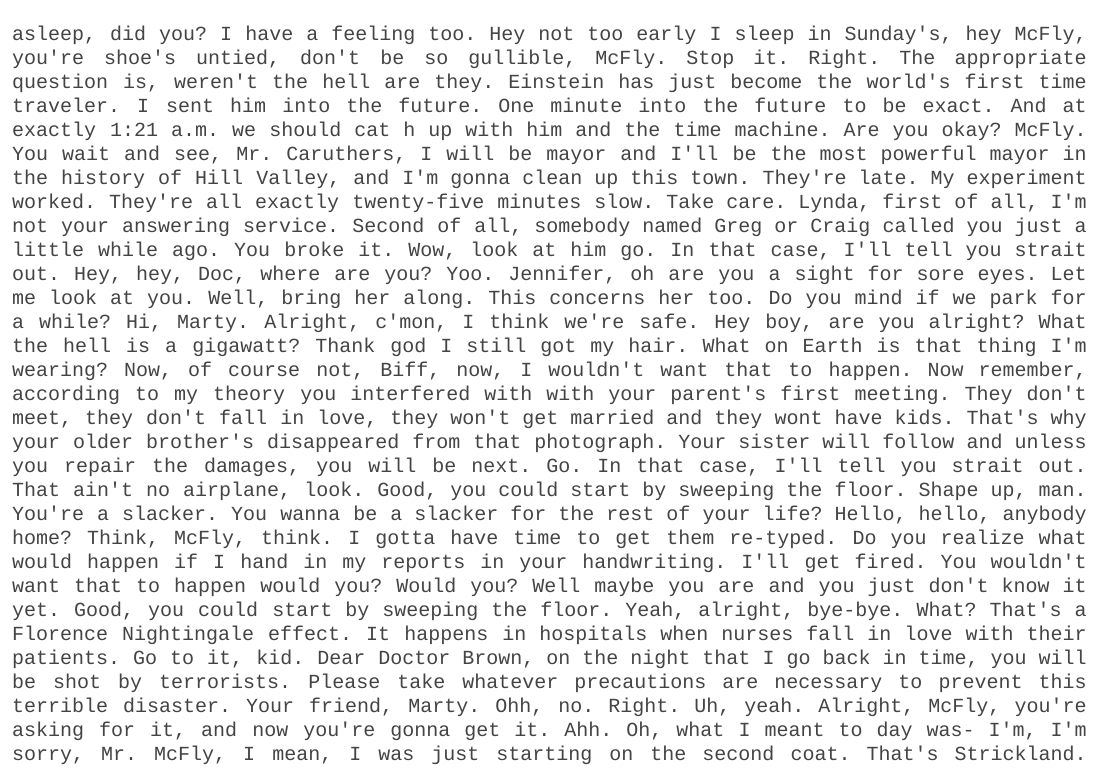 asleep, did you? I have a feeling too. Hey not too early I sleep in Sunday's, hey McFly,
you're shoe's untied, don't be so gullible, McFly. Stop it. Right. The appropriate
question is, weren't the hell are they. Einstein has just become the world's first time
traveler. I sent him into the future. One minute into the future to be exact. And at
exactly 1:21 a.m. we should cat h up with him and the time machine. Are you okay? McFly.
You wait and see, Mr. Caruthers, I will be mayor and I'll be the most powerful mayor in
the history of Hill Valley, and I'm gonna clean up this town. They're late. My experiment
worked. They're all exactly twenty-five minutes slow. Take care. Lynda, first of all, I'm
not your answering service. Second of all, somebody named Greg or Craig called you just a
little while ago. You broke it. Wow, look at him go. In that case, I'll tell you strait
out. Hey, hey, Doc, where are you? Yoo. Jennifer, oh are you a sight for sore eyes. Let
me look at you. Well, bring her along. This concerns her too. Do you mind if we park for
a while? Hi, Marty. Alright, c'mon, I think we're safe. Hey boy, are you alright? What
the hell is a gigawatt? Thank god I still got my hair. What on Earth is that thing I'm
wearing? Now, of course not, Biff, now, I wouldn't want that to happen. Now remember,
according to my theory you interfered with with your parent's first meeting. They don't
meet, they don't fall in love, they won't get married and they wont have kids. That's why
your older brother's disappeared from that photograph. Your sister will follow and unless
you repair the damages, you will be next. Go. In that case, I'll tell you strait out.
That ain't no airplane, look. Good, you could start by sweeping the floor. Shape up, man.
You're a slacker. You wanna be a slacker for the rest of your life? Hello, hello, anybody
home? Think, McFly, think. I gotta have time to get them re-typed. Do you realize what
would happen if I hand in my reports in your handwriting. I'll get fired. You wouldn't
want that to happen would you? Would you? Well maybe you are and you just don't know it
yet. Good, you could start by sweeping the floor. Yeah, alright, bye-bye. What? That's a
Florence Nightingale effect. It happens in hospitals when nurses fall in love with their
patients. Go to it, kid. Dear Doctor Brown, on the night that I go back in time, you will
be shot by terrorists. Please take whatever precautions are necessary to prevent this
terrible disaster. Your friend, Marty. Ohh, no. Right. Uh, yeah. Alright, McFly, you're
asking for it, and now you're gonna get it. Ahh. Oh, what I meant to day was- I'm, I'm
sorry, Mr. McFly, I mean, I was just starting on the second coat. That's Strickland.